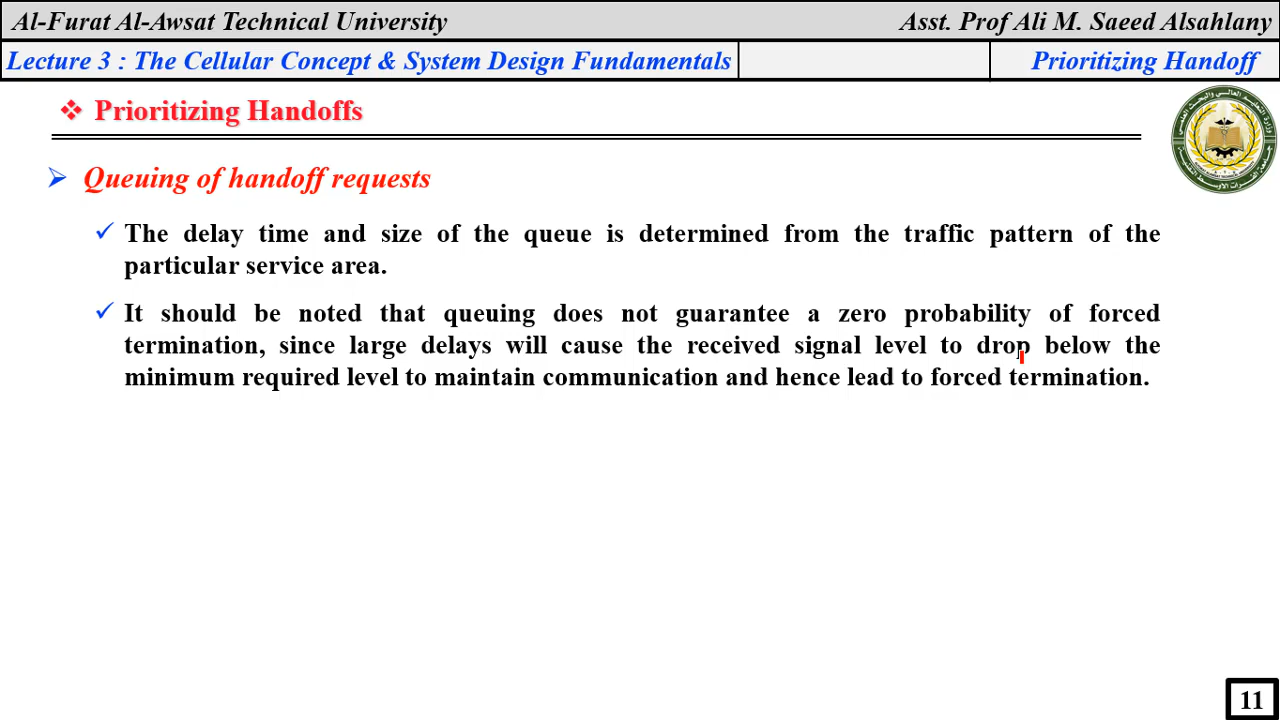 Al-Furat Al-Awsat Technical University
Asst. Prof Ali M. Saeed Alsahlany
Lecture 3 : The Cellular Concept & System Design Fundamentals
Prioritizing Handoff
Prioritizing Handoffs
Queuing of handoff requests
The delay time and size of the queue is determined from the traffic pattern of the
particular service area.
It should be noted that queuing does not guarantee a zero probability of forced
termination, since large delays will cause the received signal level to drop below the
minimum required level to maintain communication and hence lead to forced termination.
11